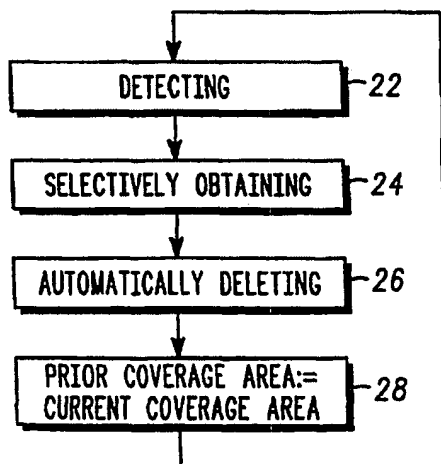 DETECTING
22
SELECTIVELY OBTAINING
24
AUTOMATICALLY DELETING
26
PRIOR COVERAGE AREA:=
CURRENT COVERAGE AREA
28